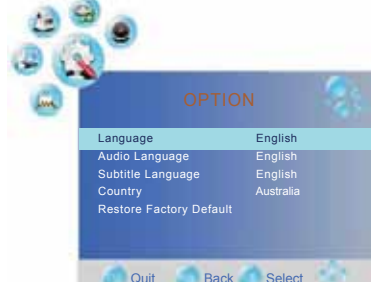 OPTION
Language English
Audio Language English
Subtitle Language English
Country Australia
Restore Factory Default
Quit Back Select